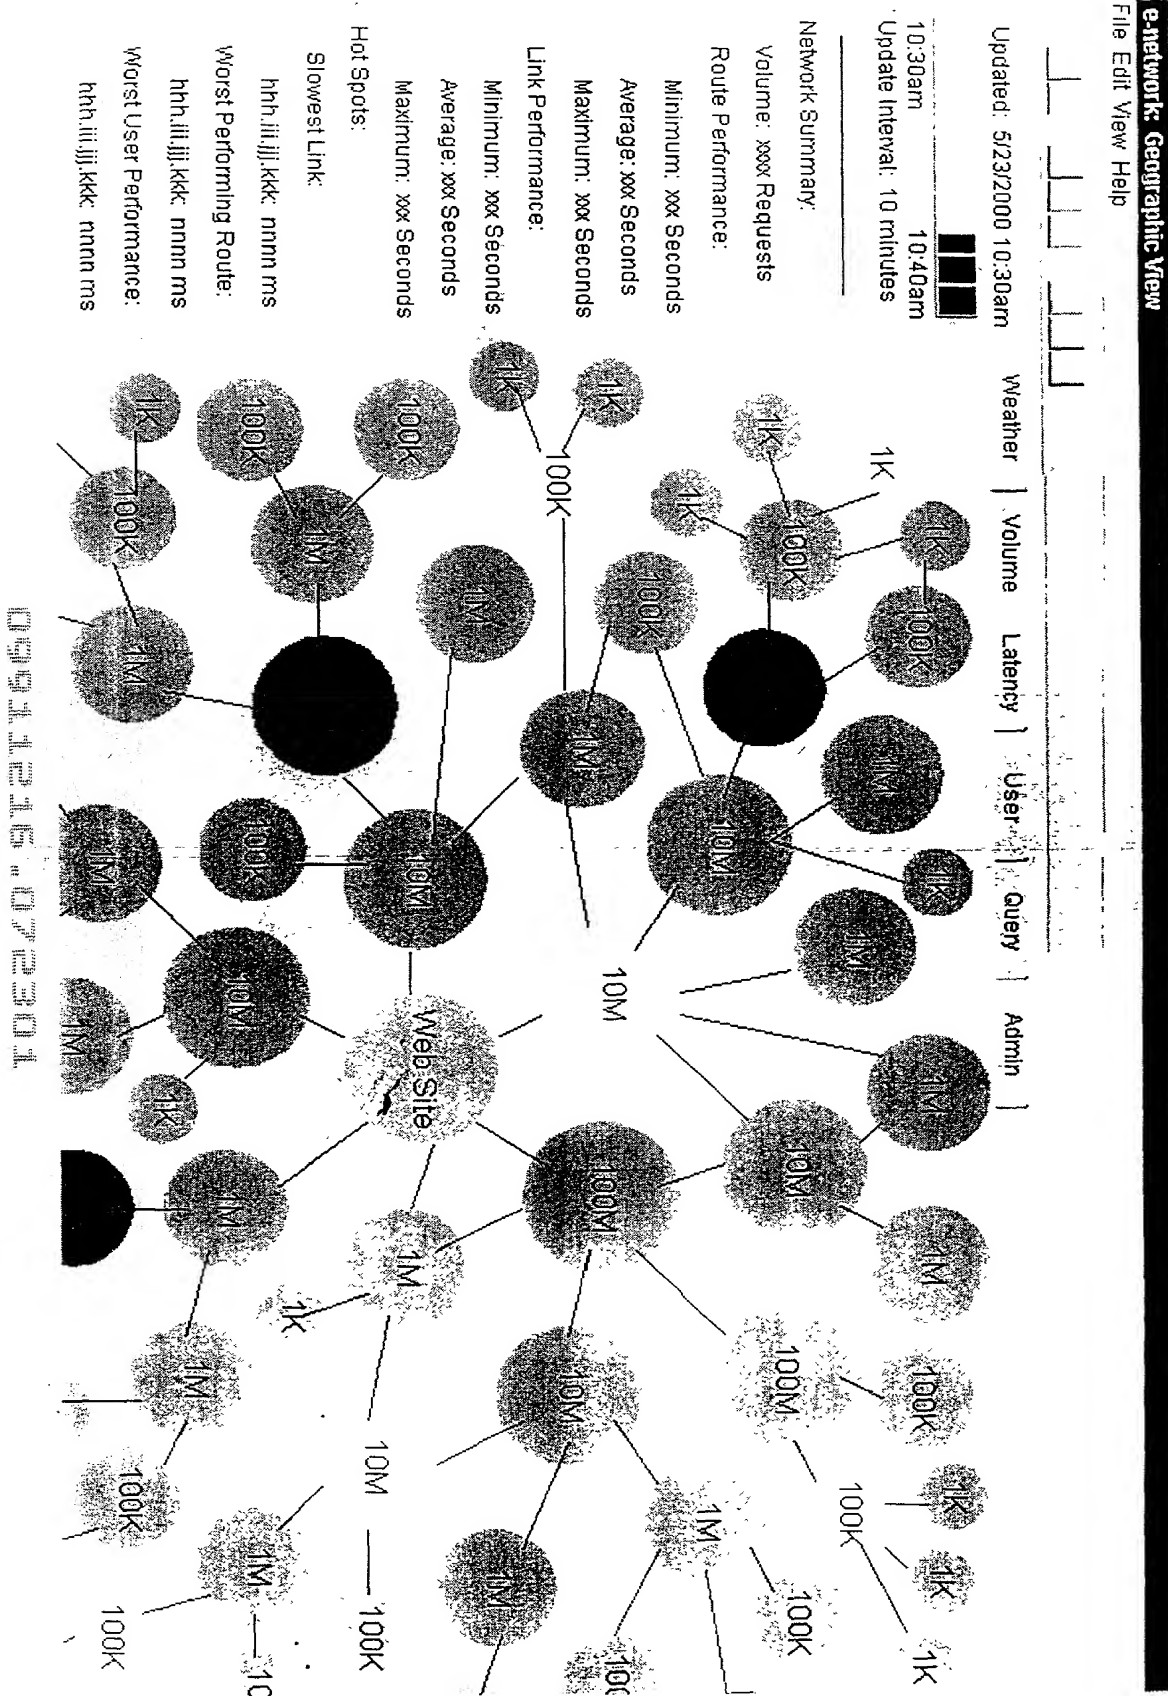 e-network: Geographic View
File Edit View Help
Updated: 5/23/2000 10:30am
Weather | Volume Latency | User | Query | Admin |
10:30am 10:40am
Update Interval: 10 minutes
Network Summary:
Volume: xxxx Requests
Route Performance:
Minimum: xxx Seconds
Average: xxx Seconds
Maximum: xxx Seconds
Link Performance:
Minimum: xxx Seconds
Average: xxx Seconds
Maximum: xxx Seconds
Hot Spots:
Slowest Link:
hhh.iii.jjj.kkk: nnnn ms
Worst Performing Route:
hhh.iii.jjj.kkk: nnnn ms
Worst User Performance:
hhh.iii.jjj.kkk: nnnn ms
1K
1K
1M
1M
100K
1K
1K
1K
1K
100K
1M
1M
100K
1K
100K
10M
100M
100K
1K
10M
1M
1K
100K
10M
100M
100
100K
1M
10M
1K
1M
1M
100K
10M
Web Site
1M
10M
100K
1M
1K
100K
100K
10M
1M
1M
10
1K
1M
1K
100K
1M
100K
100K
1M
1M
09911216.072301